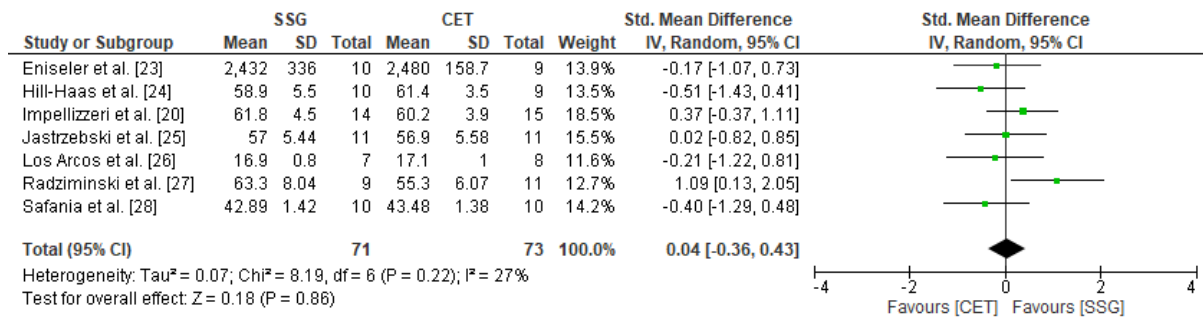 SSG CET Std. Mean Difference Std. Mean Difference
Study or Subgroup Mean SD Total Mean SD Total Weight IV, Random, 95% CI IV, Random, 95% CI
Eniseler et al. [23] 2,432 336 10 2,480 158.7 9 13.9% -0.17 [-1.07, 0.73]
Hill-Haas et al. [24] 58.9 5.5 10 61.4 3.5 9 13.5% -0.51 [-1.43, 0.41]
Impellizzeri et al. [20] 61.8 4.5 14 60.2 3.9 15 18.5% 0.37 [-0.37, 1.11]
Jastrzebski et al. [25] 57 5.44 11 56.9 5.58 11 15.5% 0.02 [-0.82, 0.85]
Los Arcos et al. [26] 16.9 0.8 7 17.1 1 8 11.6% -0.21 [-1.22, 0.81]
Radziminski et al. [27] 63.3 8.04 9 55.3 6.07 11 12.7% 1.09 [0.13, 2.05]
Safania et al. [28] 42.89 1.42 10 43.48 1.38 10 14.2% -0.40 [-1.29, 0.48]
Total (95% CI) 71 73 100.0% 0.04 [-0.36, 0.43]
Heterogeneity: Tau² = 0.07; Chi² = 8.19, df = 6 (P = 0.22); I² = 27%
Test for overall effect: Z = 0.18 (P = 0.86)
-4 -2 0 2 4
Favours [CET] Favours [SSG]